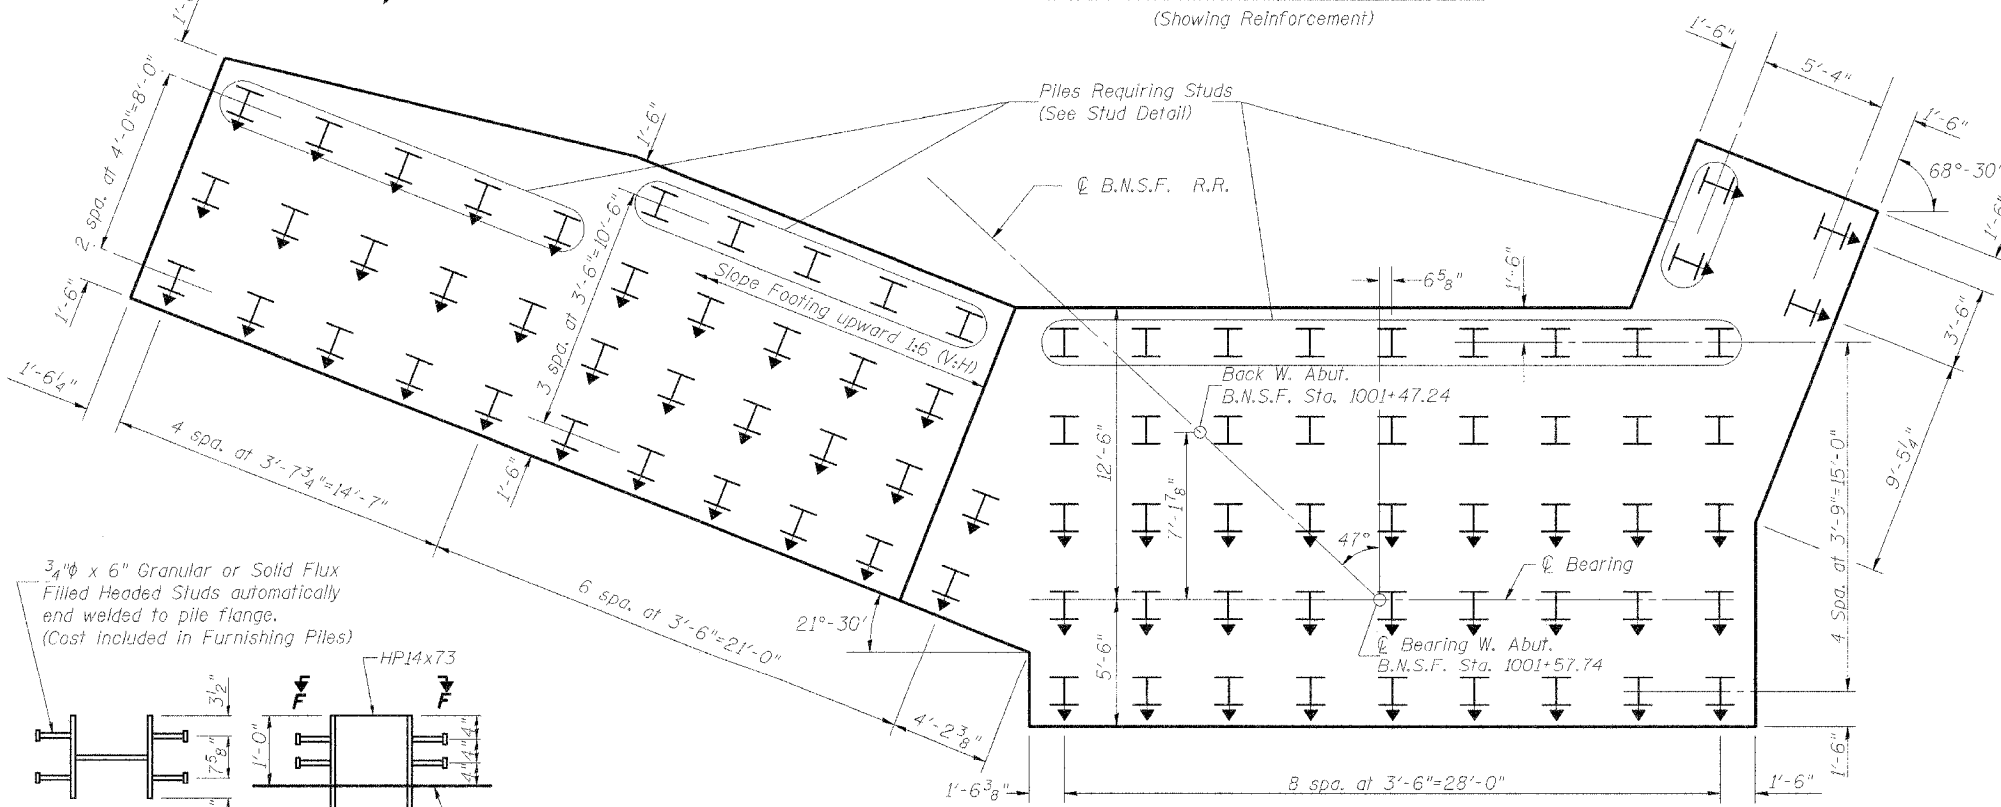 (Showing Reinforcement)
1'-6"
5'-4"
1'-6"
68°-30'
1'-6"
3'-6"
9'-5¼"
Piles Requiring Studs
(See Stud Detail)
℄ B.N.S.F. R.R.
2 spa. at 4'-0"=8'-0"
1'-6"
1'-6"
1'-6¼"
3 spa. at 3'-6"=10'-6"
Slope Footing upward 1:6 (V:H)
6⅝"
1'-6"
Back W. Abut.
B.N.S.F. Sta. 1001+47.24
12'-6"
7'-1⅞"
47°
℄ Bearing
4 Spa. at 3'-9"=15'-0"
4 spa. at 3'-7¾"=14'-7"
1'-6"
6 spa. at 3'-6"=21'-0"
21°-30'
5'-6"
℄ Bearing W. Abut.
B.N.S.F. Sta. 1001+57.74
4'-2⅜"
1'-6⅜"
8 spa. at 3'-6"=28'-0"
1'-6"
1'-6"
¾"ϕ x 6" Granular or Solid Flux
Filled Headed Studs automatically
end welded to pile flange.
(Cost included in Furnishing Piles)
HP14x73
F
F
3½"
7⅝"
1'-0"
4"
4"
4"